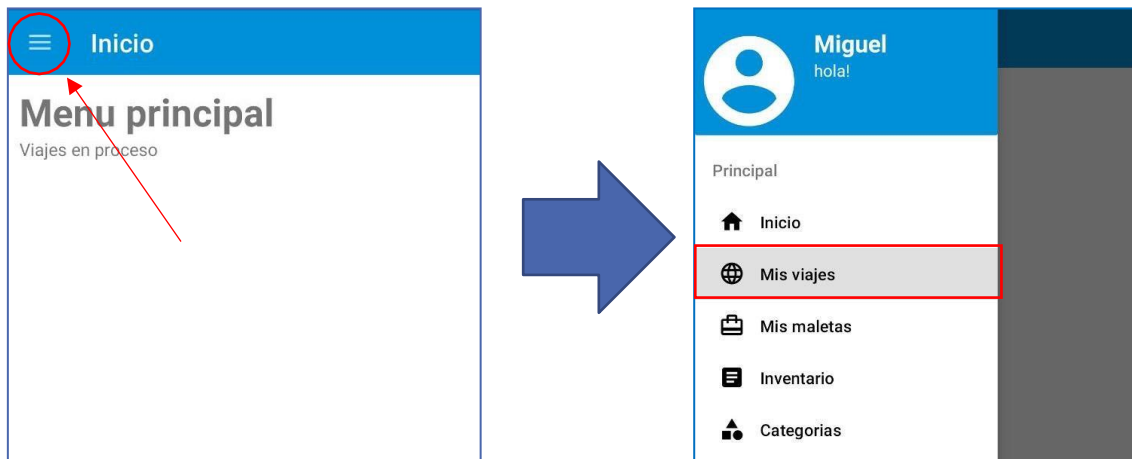 Inicio
Menu principal
Viajes en proceso
Miguel
hola!
Principal
Inicio
Mis viajes
Mis maletas
Inventario
Categorias